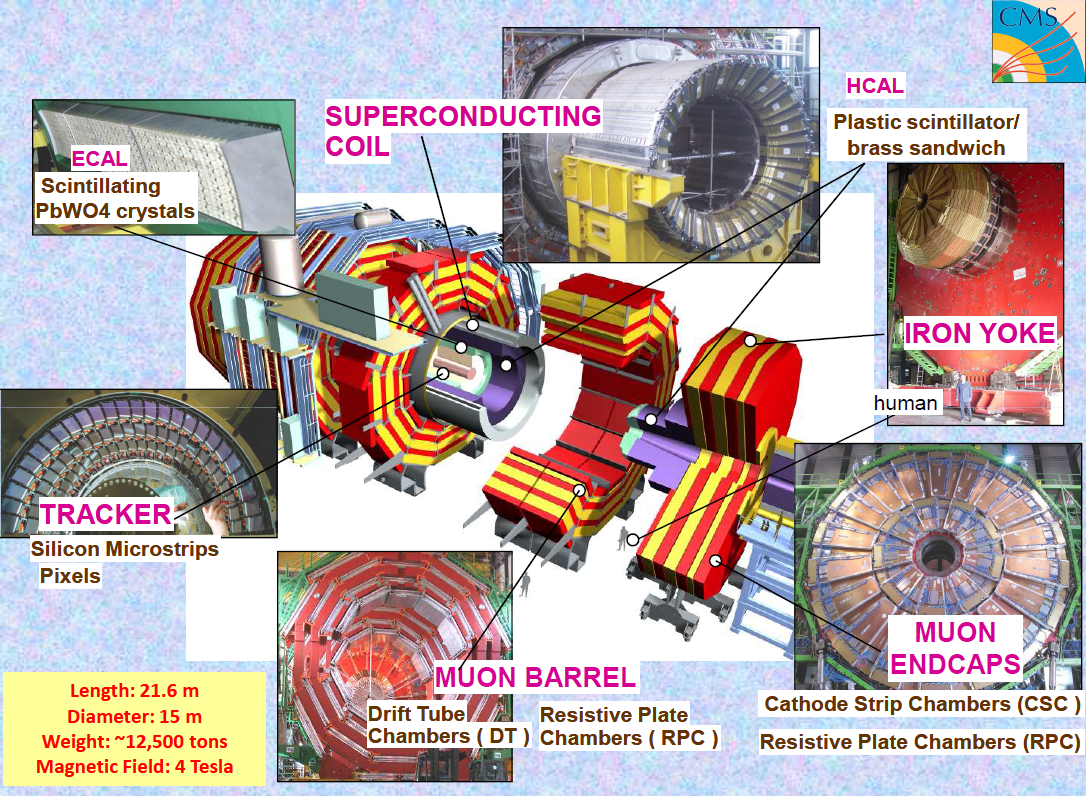 CMS
HCAL
SUPERCONDUCTING
COIL
Plastic scintillator/
brass sandwich
ECAL
Scintillating
PbWO4 crystals
IRON YOKE
human
TRACKER
Silicon Microstrips
Pixels
MUON
ENDCAPS
MUON BARREL
Cathode Strip Chambers (CSC )
Resistive Plate Chambers (RPC)
Drift Tube
Chambers ( DT )
Resistive Plate
Chambers ( RPC )
Length: 21.6 m
Diameter: 15 m
Weight: ~12,500 tons
Magnetic Field: 4 Tesla